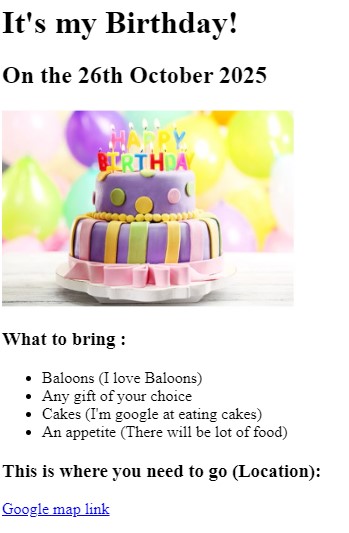 It's my Birthday!
On the 26th October 2025
HAPPY
BIRTHDAY
What to bring :
Baloons (I love Baloons)
Any gift of your choice
Cakes (I'm google at eating cakes)
An appetite (There will be lot of food)
This is where you need to go (Location):
Google map link